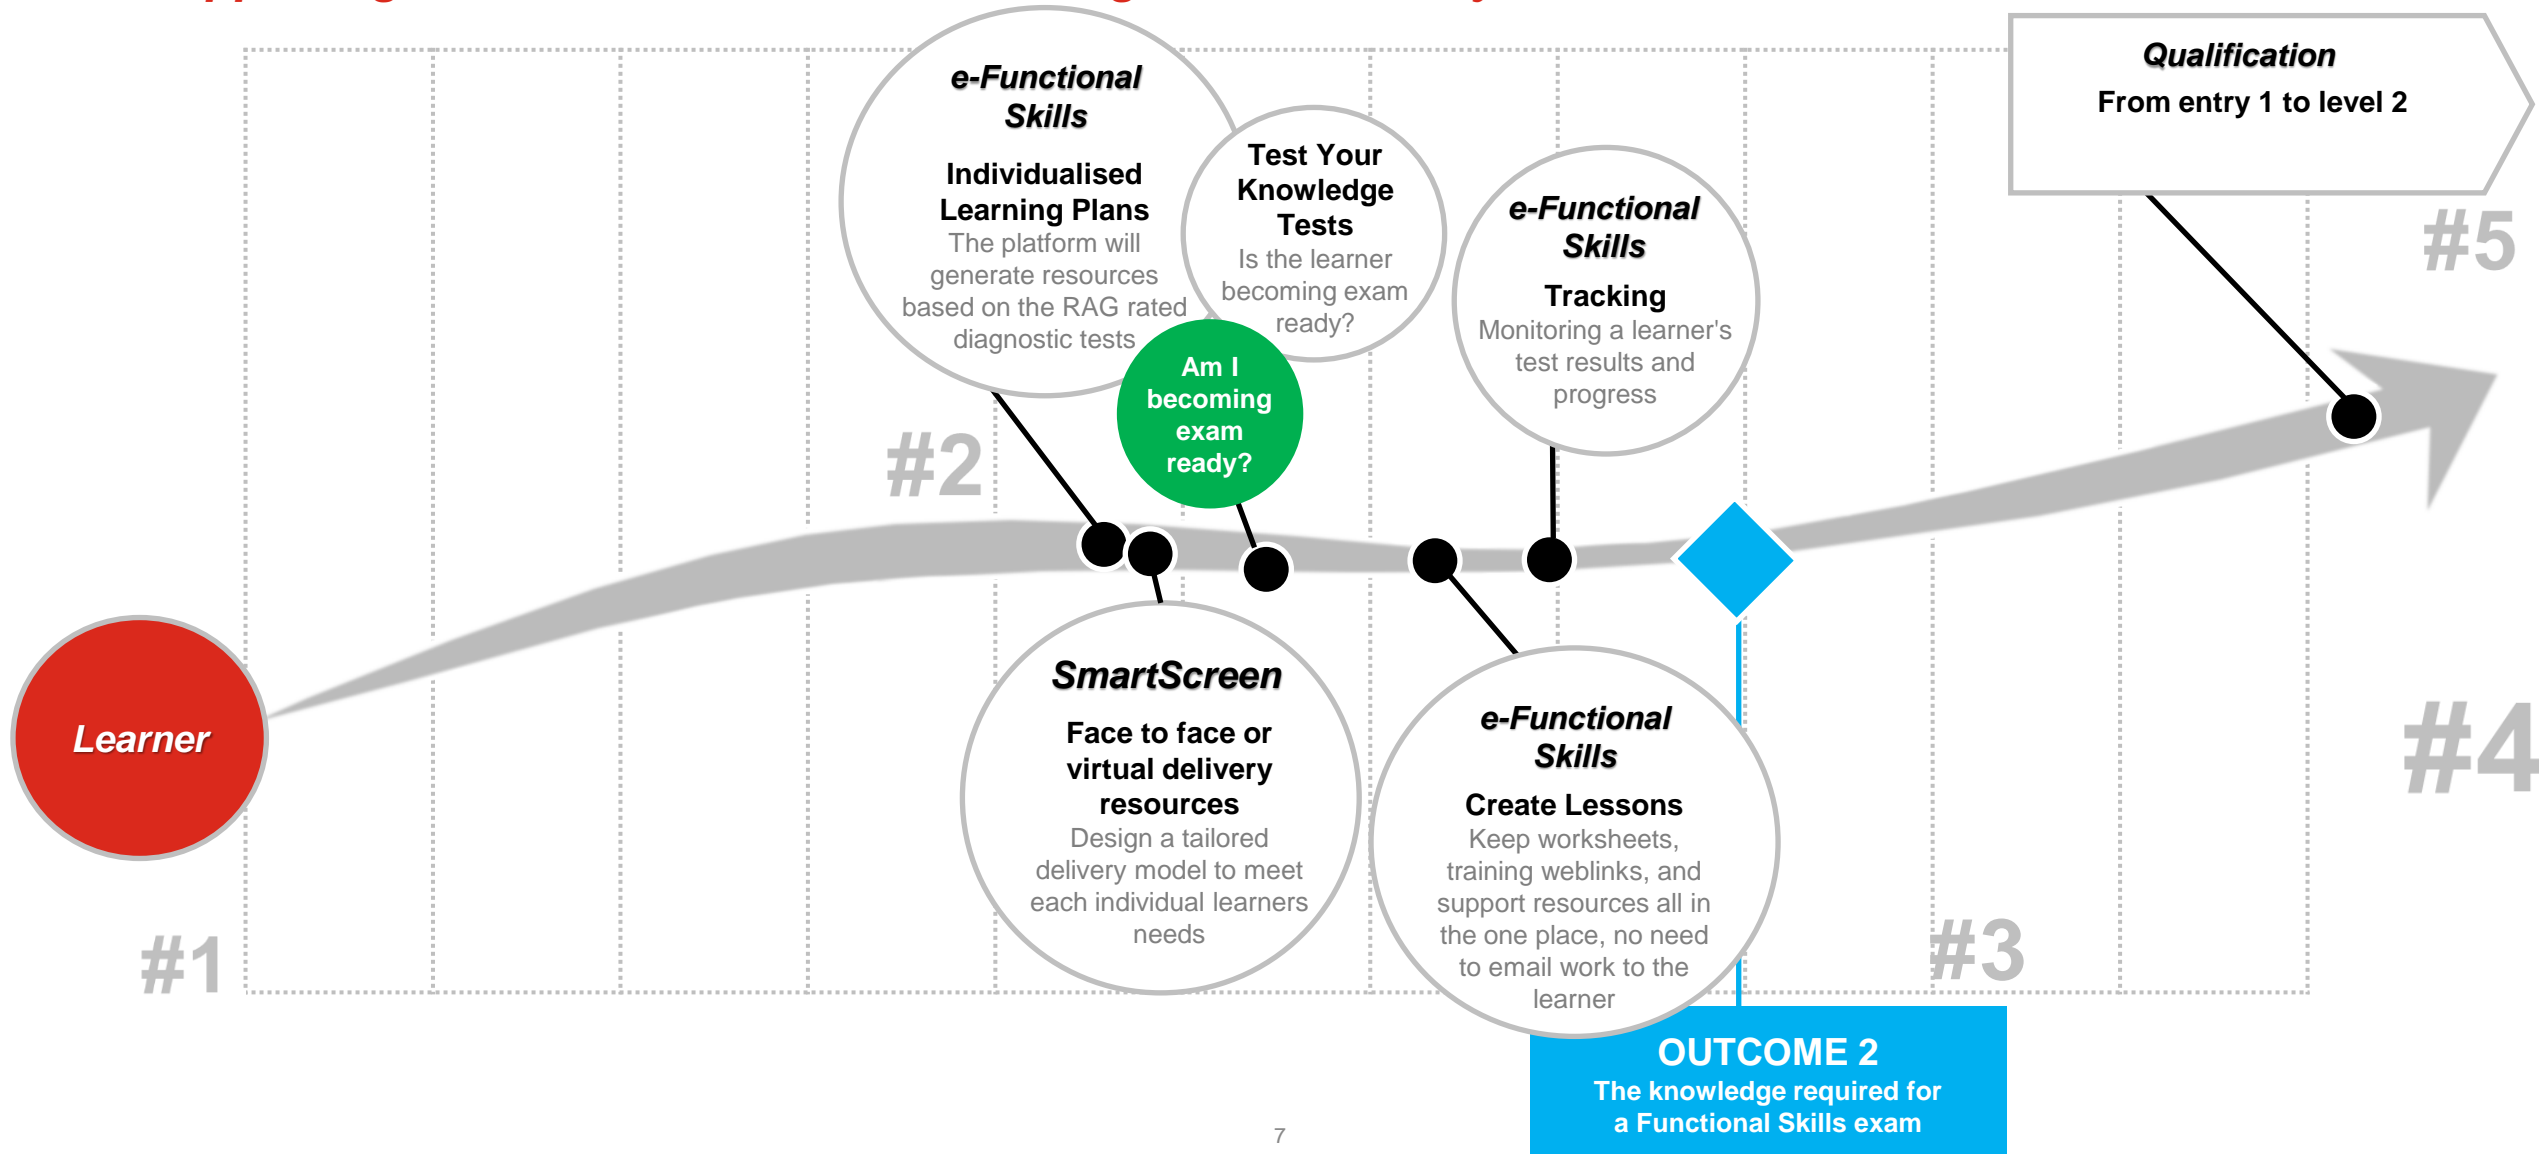 e-Functional
Skills
Individualised
Learning Plans
The platform will
generate resources
based on the RAG rated
diagnostic tests
Test Your
Knowledge
Tests
Is the learner
becoming exam
ready?
Am I
becoming
exam
ready?
e-Functional
Skills
Tracking
Monitoring a learner's
test results and
progress
Qualification
From entry 1 to level 2
#5
#2
Learner
#1
SmartScreen
Face to face or
virtual delivery
resources
Design a tailored
delivery model to meet
each individual learners
needs
e-Functional
Skills
Create Lessons
Keep worksheets,
training weblinks, and
support resources all in
the one place, no need
to email work to the
learner
#4
#3
OUTCOME 2
The knowledge required for
a Functional Skills exam
7